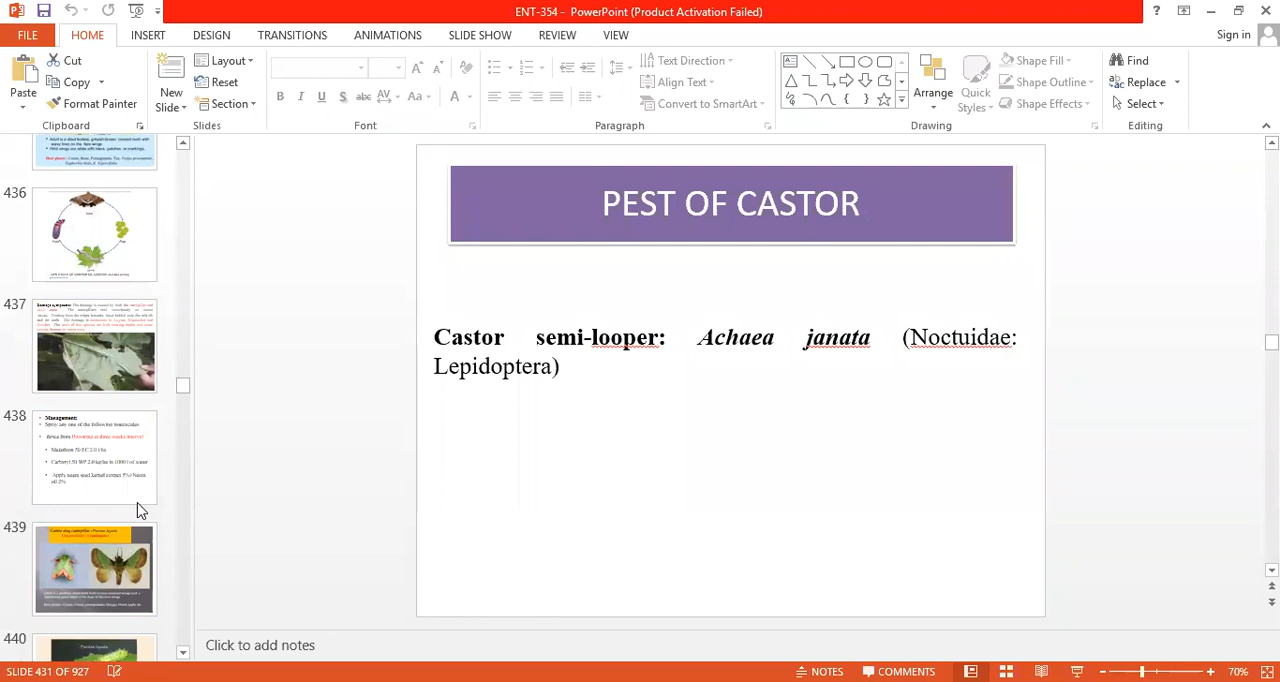 ENT-354 - PowerPoint (Product Activation Failed)
FILE HOME INSERT DESIGN TRANSITIONS ANIMATIONS SLIDE SHOW REVIEW VIEW Sign in
Paste Cut Copy Format Painter Clipboard
New Slide Layout Reset Section Slides
Font
Text Direction Align Text Convert to SmartArt Paragraph
Arrange Quick Styles Shape Fill Shape Outline Shape Effects Drawing
Find Replace Select Editing
436
437
438
Management:
439
440
PEST OF CASTOR
Castor semi-looper: Achaea janata (Noctuidae:
Lepidoptera)
Click to add notes
SLIDE 431 OF 927 NOTES COMMENTS 70%